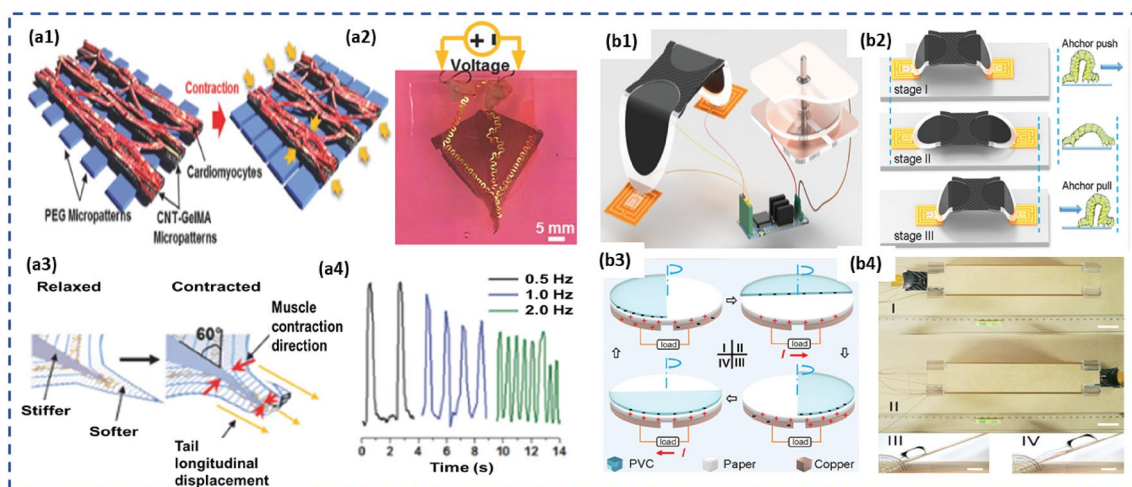 (a1)
Contraction
Cardiomyocytes
PEG Micropatterns
CNT-GelMA
Micropatterns
(a2)
+ -
Voltage
5 mm
(b1)
(b2)
stage I
stage II
stage III
Ahchor push
Ahchor pull
(a3)
Relaxed
Contracted
60°
Muscle
contraction
direction
Stiffer
Softer
Tail
longitudinal
displacement
(a4)
0.5 Hz
1.0 Hz
2.0 Hz
0 2 4 6 8 10 12 14
Time (s)
(b3)
load
load
I
I II
IV III
load
I
load
PVC
Paper
Copper
(b4)
I
II
III
IV